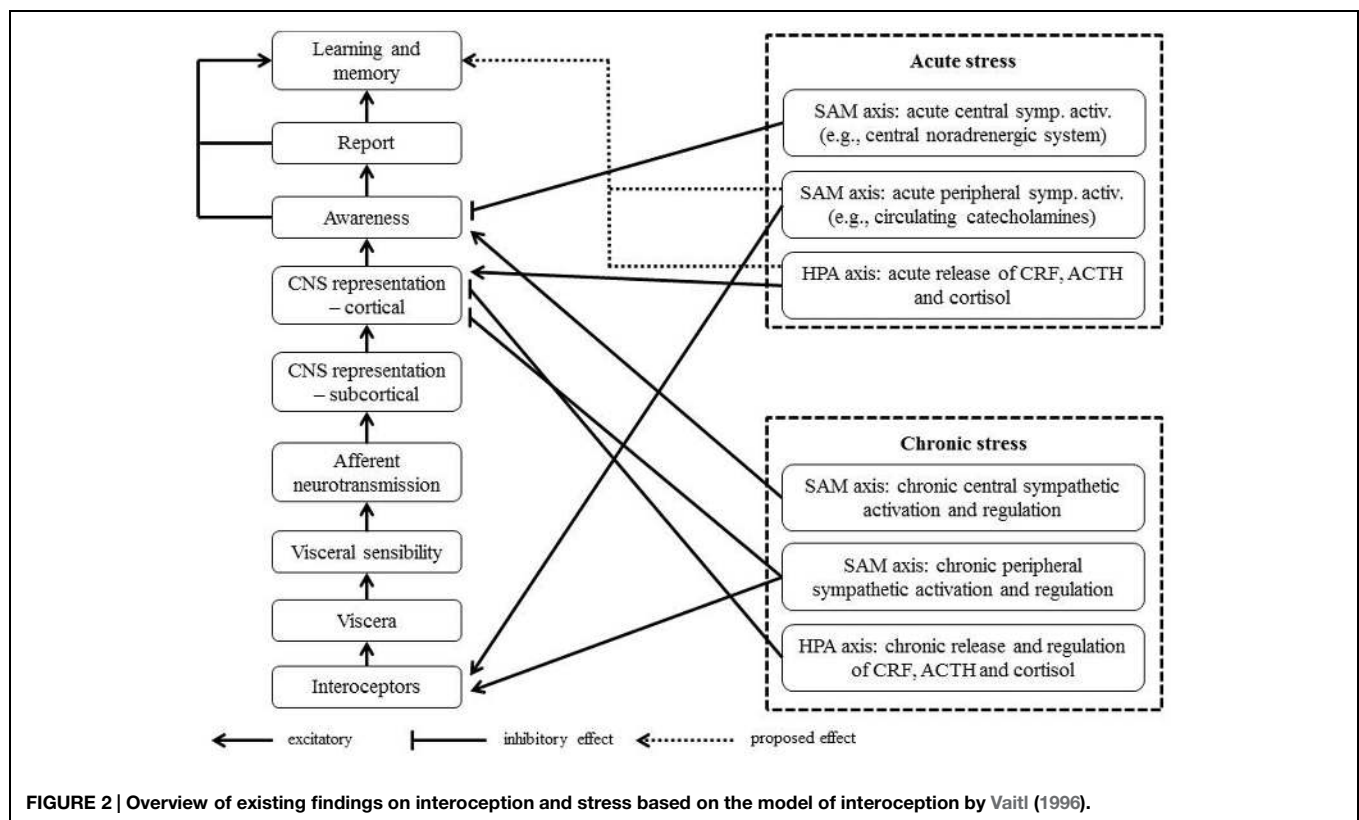 Learning and
memory
Report
Awareness
CNS representation
– cortical
CNS representation
– subcortical
Afferent
neurotransmission
Visceral sensibility
Viscera
Interoceptors
Acute stress
SAM axis: acute central symp. activ.
(e.g., central noradrenergic system)
SAM axis: acute peripheral symp. activ.
(e.g., circulating catecholamines)
HPA axis: acute release of CRF, ACTH
and cortisol
Chronic stress
SAM axis: chronic central sympathetic
activation and regulation
SAM axis: chronic peripheral
sympathetic activation and regulation
HPA axis: chronic release and regulation
of CRF, ACTH and cortisol
excitatory
inhibitory effect
proposed effect
FIGURE 2 | Overview of existing findings on interoception and stress based on the model of interoception by Vaitl (1996).